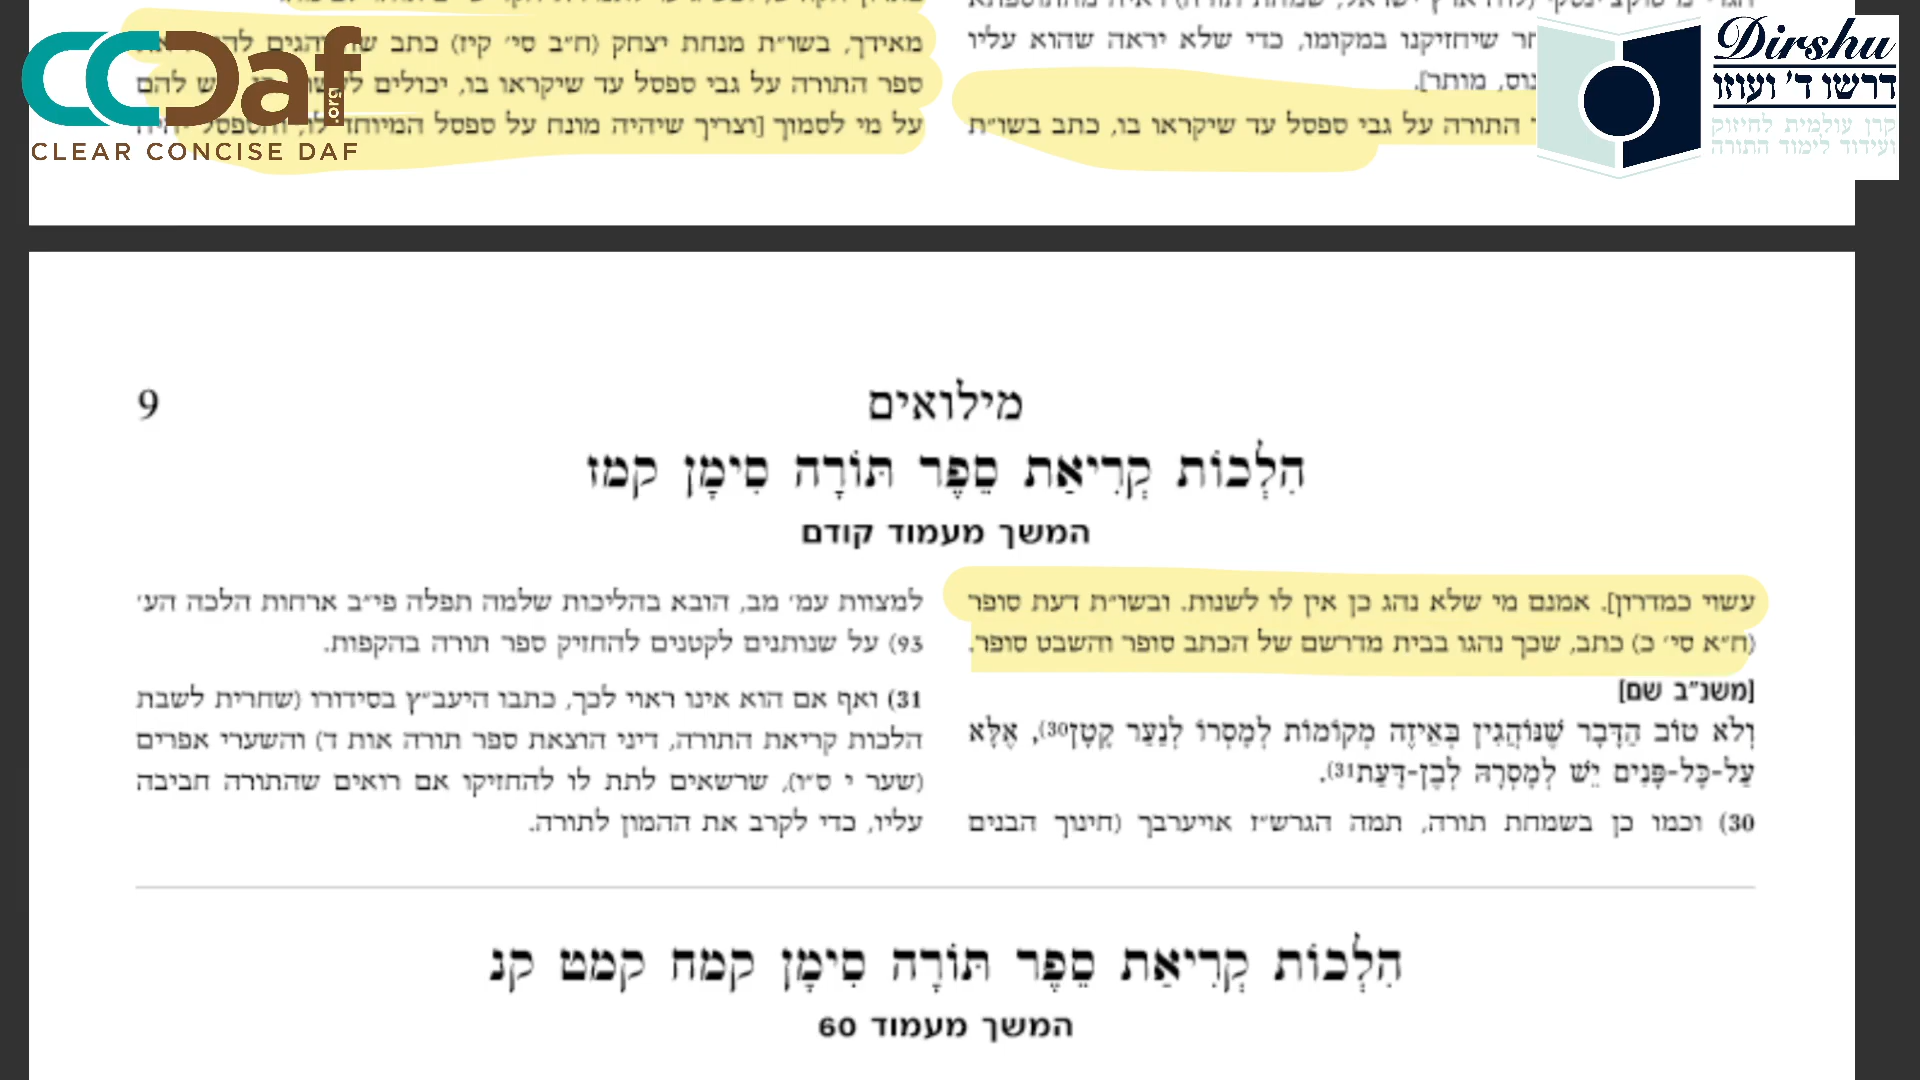 CCDaf.org
CLEAR CONCISE DAF
Dirshu
דרשו ד׳ ועוזו
קרן עולמית לחיזוק
ועידוד לימוד התורה
חר שיחזיקנו במקומו, כדי שלא יראה שהוא עליו
מותר].
התורה על גבי ספסל עד שיקראו בו, כתב בשו״ת
מאידך, בשו״ת מנחת יצחק (ח״ב סי׳ קיז) כתב
ספר התורה על גבי ספסל עד שיקראו בו, יכולים
על מי לסמוך [וצריך שיהיה מונח על ספסל המיוחד לו, והספסל יהיה
מילואים
9
הִלְכוֹת קְרִיאַת סֵפֶר תּוֹרָה סִימָן קמז
המשך מעמוד קודם
עשוי כמדרון]. אמנם מי שלא נהג כן אין לו לשנות. ובשו״ת דעת סופר
(ח״א סי׳ כ) כתב, שכך נהגו בבית מדרשם של הכתב סופר והשבט סופר.
[משנ״ב שם]
וְלֹא טוֹב הַדָּבָר שֶׁנּוֹהֲגִין בְּאֵיזֶה מְקוֹמוֹת לְמָסְרוֹ לְנַעַר קָטָן30), אֶלָּא
עַל-כָּל-פָּנִים יֵשׁ לְמָסְרָהּ לְבֶן-דָּעַת31).
30) וכמו כן בשמחת תורה, תמה הגרש״ז אויערבך (חינוך הבנים
למצוות עמ׳ מב, הובא בהליכות שלמה תפלה פי״ב ארחות הלכה הע׳
93) על שנותנים לקטנים להחזיק ספר תורה בהקפות.
31) ואף אם הוא אינו ראוי לכך, כתבו היעב״ץ בסידורו (שחרית לשבת
הלכות קריאת התורה, דיני הוצאת ספר תורה אות ד) והשערי אפרים
(שער י ס״ו), שרשאים לתת לו להחזיקו אם רואים שהתורה חביבה
עליו, כדי לקרב את ההמון לתורה.
הִלְכוֹת קְרִיאַת סֵפֶר תּוֹרָה סִימָן קמח קמט קנ
המשך מעמוד 60